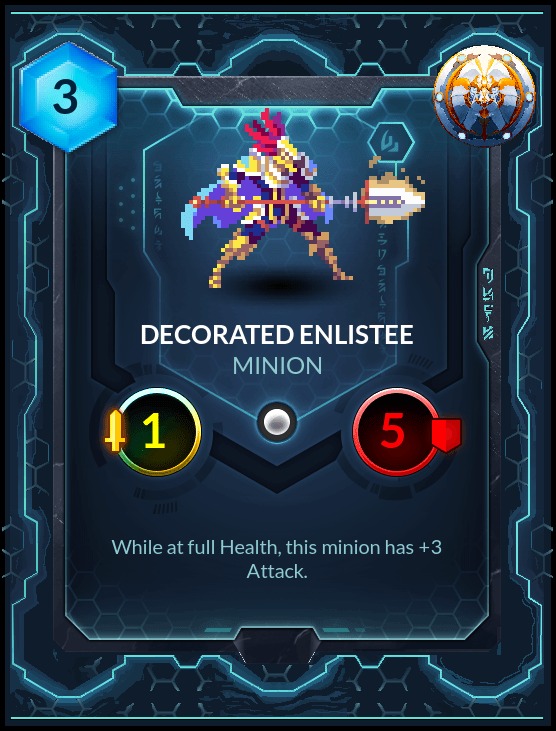 3
DECORATED ENLISTEE
MINION
1 5
While at full Health, this minion has +3
Attack.